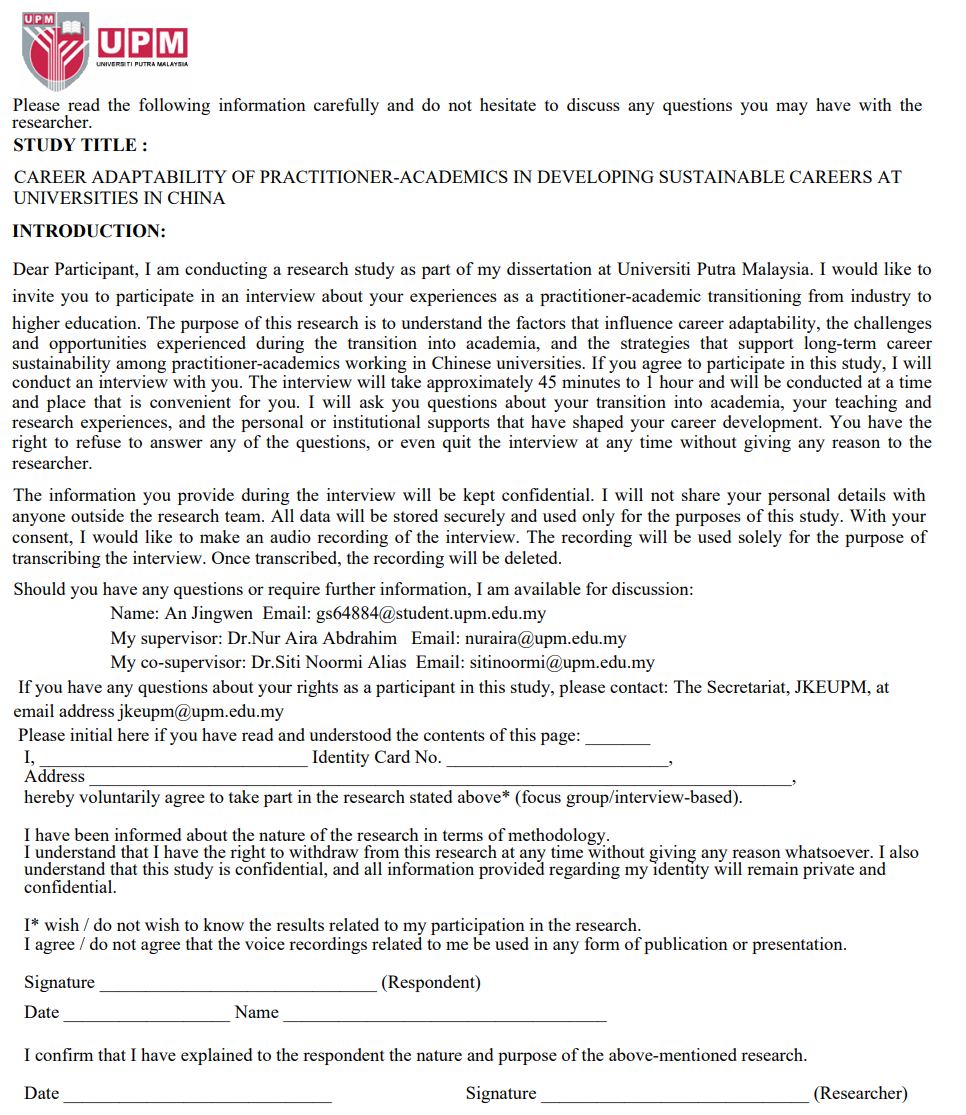 UPM
UPM
UNIVERSITI PUTRA MALAYSIA
Please read the following information carefully and do not hesitate to discuss any questions you may have with the
researcher.
STUDY TITLE :
CAREER ADAPTABILITY OF PRACTITIONER-ACADEMICS IN DEVELOPING SUSTAINABLE CAREERS AT
UNIVERSITIES IN CHINA
INTRODUCTION:
Dear Participant, I am conducting a research study as part of my dissertation at Universiti Putra Malaysia. I would like to
invite you to participate in an interview about your experiences as a practitioner-academic transitioning from industry to
higher education. The purpose of this research is to understand the factors that influence career adaptability, the challenges
and opportunities experienced during the transition into academia, and the strategies that support long-term career
sustainability among practitioner-academics working in Chinese universities. If you agree to participate in this study, I will
conduct an interview with you. The interview will take approximately 45 minutes to 1 hour and will be conducted at a time
and place that is convenient for you. I will ask you questions about your transition into academia, your teaching and
research experiences, and the personal or institutional supports that have shaped your career development. You have the
right to refuse to answer any of the questions, or even quit the interview at any time without giving any reason to the
researcher.
The information you provide during the interview will be kept confidential. I will not share your personal details with
anyone outside the research team. All data will be stored securely and used only for the purposes of this study. With your
consent, I would like to make an audio recording of the interview. The recording will be used solely for the purpose of
transcribing the interview. Once transcribed, the recording will be deleted.
Should you have any questions or require further information, I am available for discussion:
Name: An Jingwen  Email: gs64884@student.upm.edu.my
My supervisor: Dr.Nur Aira Abdrahim  Email: nuraira@upm.edu.my
My co-supervisor: Dr.Siti Noormi Alias  Email: sitinoormi@upm.edu.my
If you have any questions about your rights as a participant in this study, please contact: The Secretariat, JKEUPM, at
email address jkeupm@upm.edu.my
Please initial here if you have read and understood the contents of this page: _______
I, _____________________________ Identity Card No. ________________________,
Address ____________________________________________________________________________,
hereby voluntarily agree to take part in the research stated above* (focus group/interview-based).
I have been informed about the nature of the research in terms of methodology.
I understand that I have the right to withdraw from this research at any time without giving any reason whatsoever. I also
understand that this study is confidential, and all information provided regarding my identity will remain private and
confidential.
I* wish / do not wish to know the results related to my participation in the research.
I agree / do not agree that the voice recordings related to me be used in any form of publication or presentation.
Signature ______________________________ (Respondent)
Date __________________ Name ___________________________________
I confirm that I have explained to the respondent the nature and purpose of the above-mentioned research.
Date _____________________________ Signature _____________________________ (Researcher)